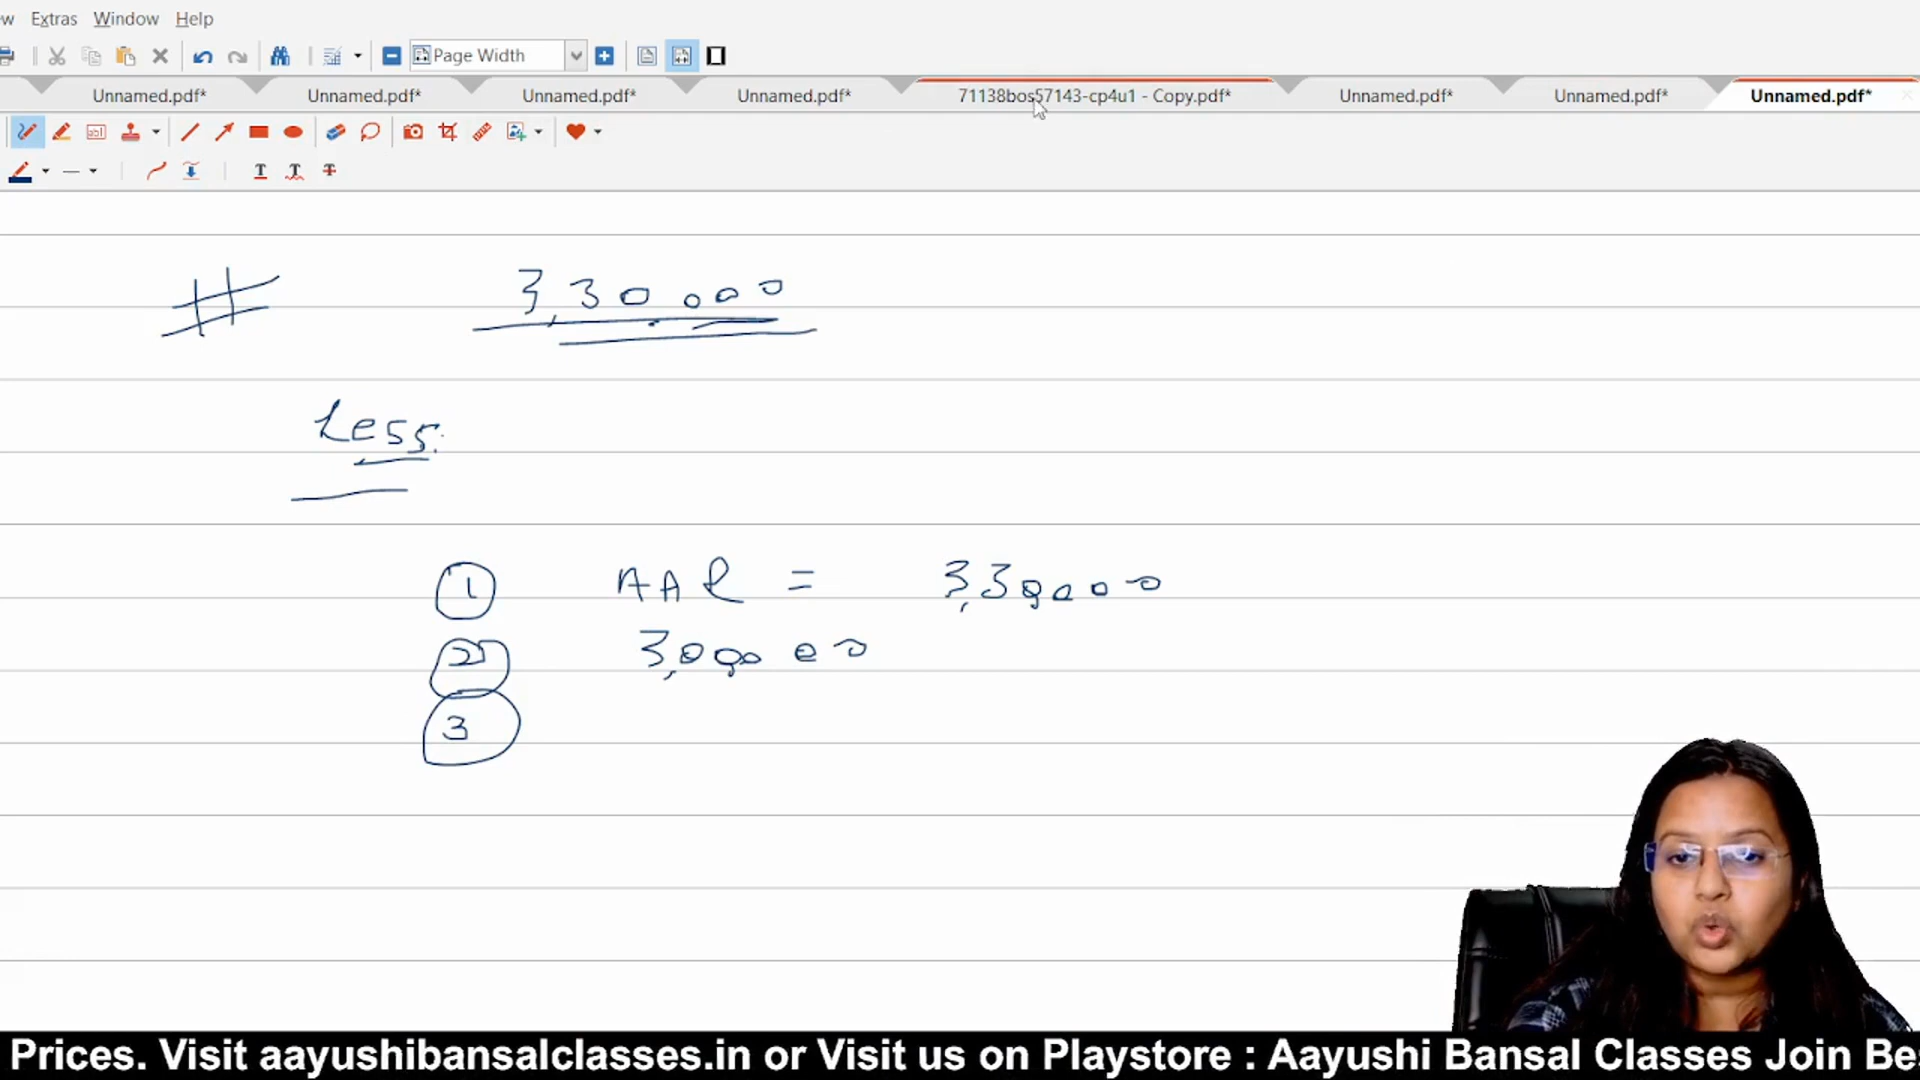 Extras Window Help
Page Width
Unnamed.pdf* Unnamed.pdf* Unnamed.pdf* Unnamed.pdf* 71138bos57143-cp4u1 - Copy.pdf* Unnamed.pdf* Unnamed.pdf* Unnamed.pdf*
# 3,30,000
Less:
1 AAR = 3,30,000
2 3,00,000
3
Prices. Visit aayushibansalclasses.in or Visit us on Playstore : Aayushi Bansal Classes Join Be